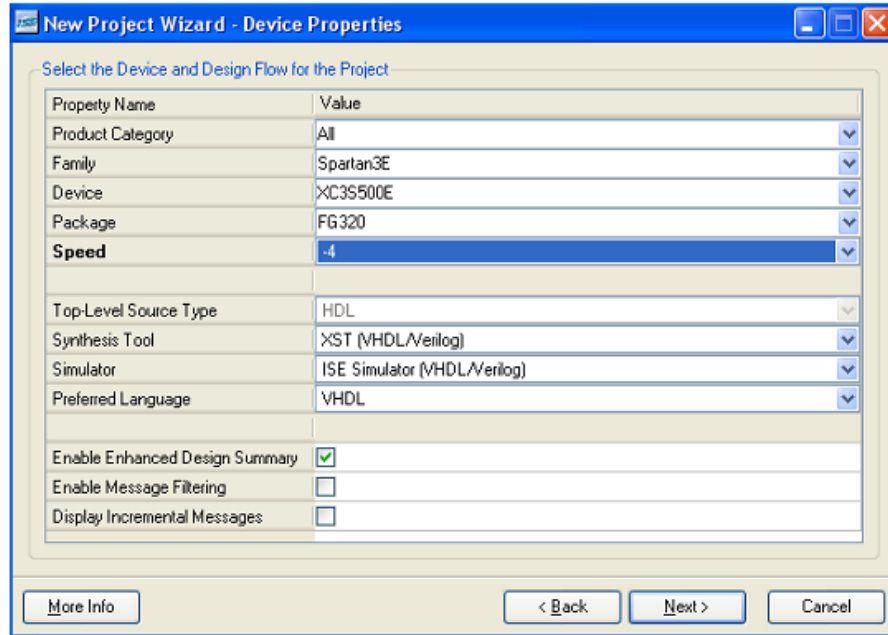 ISE New Project Wizard - Device Properties
Select the Device and Design Flow for the Project
Property Name Value
Product Category All
Family Spartan3E
Device XC3S500E
Package FG320
Speed -4
Top-Level Source Type HDL
Synthesis Tool XST (VHDL/Verilog)
Simulator ISE Simulator (VHDL/Verilog)
Preferred Language VHDL
Enable Enhanced Design Summary
Enable Message Filtering
Display Incremental Messages
More Info < Back Next > Cancel